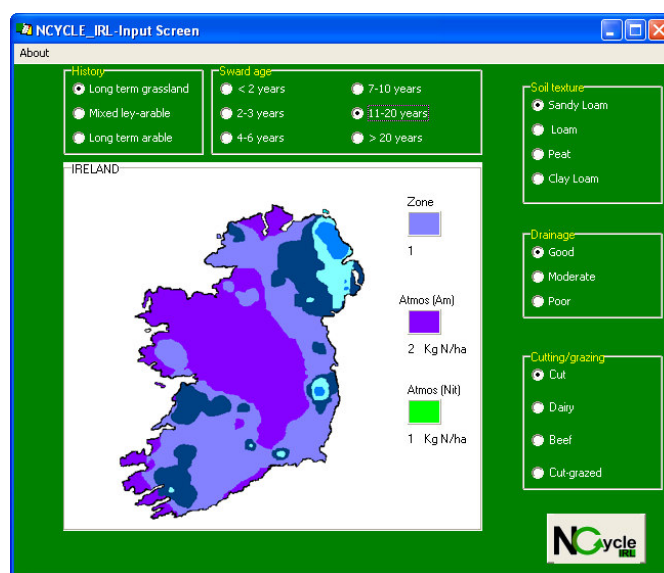 NCYCLE_IRL-Input Screen
About
History
Long term grassland
Mixed ley-arable
Long term arable
Sward age
< 2 years
2-3 years
4-6 years
7-10 years
11-20 years
> 20 years
Soil texture
Sandy Loam
Loam
Peat
Clay Loam
IRELAND
Zone
1
Atmos (Am)
2 Kg N/ha
Atmos (Nit)
1 Kg N/ha
Drainage
Good
Moderate
Poor
Cutting/grazing
Cut
Dairy
Beef
Cut-grazed
NCycle
IRL